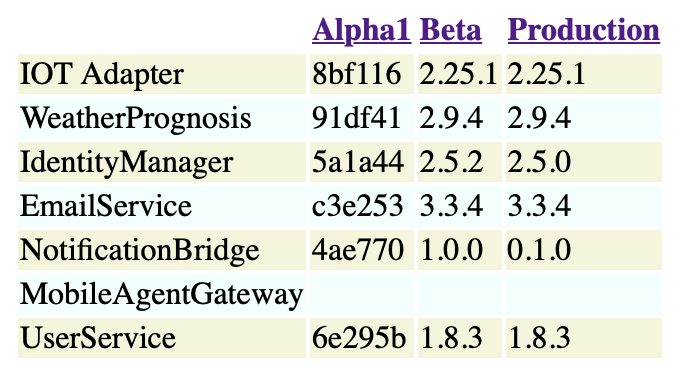 Alpha1 Beta Production
IOT Adapter 8bf116 2.25.1 2.25.1
WeatherPrognosis 91df41 2.9.4 2.9.4
IdentityManager 5a1a44 2.5.2 2.5.0
EmailService c3e253 3.3.4 3.3.4
NotificationBridge 4ae770 1.0.0 0.1.0
MobileAgentGateway
UserService 6e295b 1.8.3 1.8.3